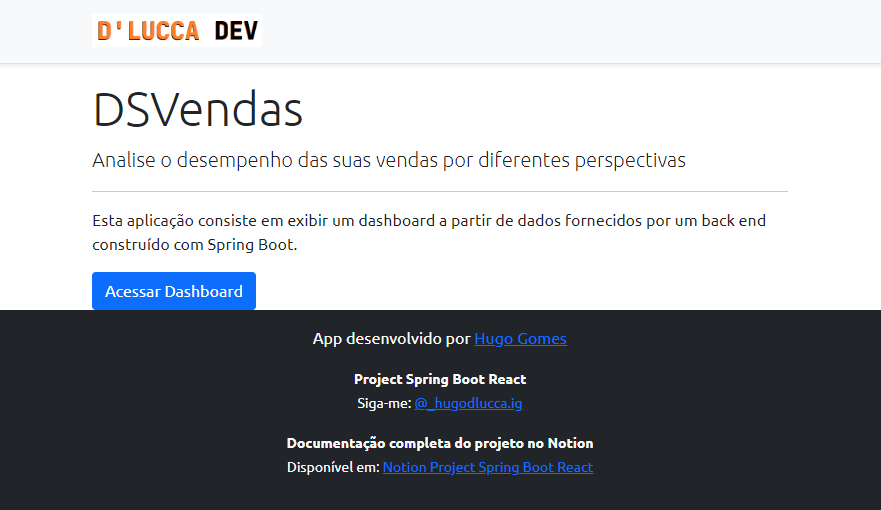 D'LUCCA DEV
DSVendas
Analise o desempenho das suas vendas por diferentes perspectivas
Esta aplicação consiste em exibir um dashboard a partir de dados fornecidos por um back end
construído com Spring Boot.
Acessar Dashboard
App desenvolvido por Hugo Gomes
Project Spring Boot React
Siga-me: @_hugodlucca.ig
Documentação completa do projeto no Notion
Disponível em: Notion Project Spring Boot React